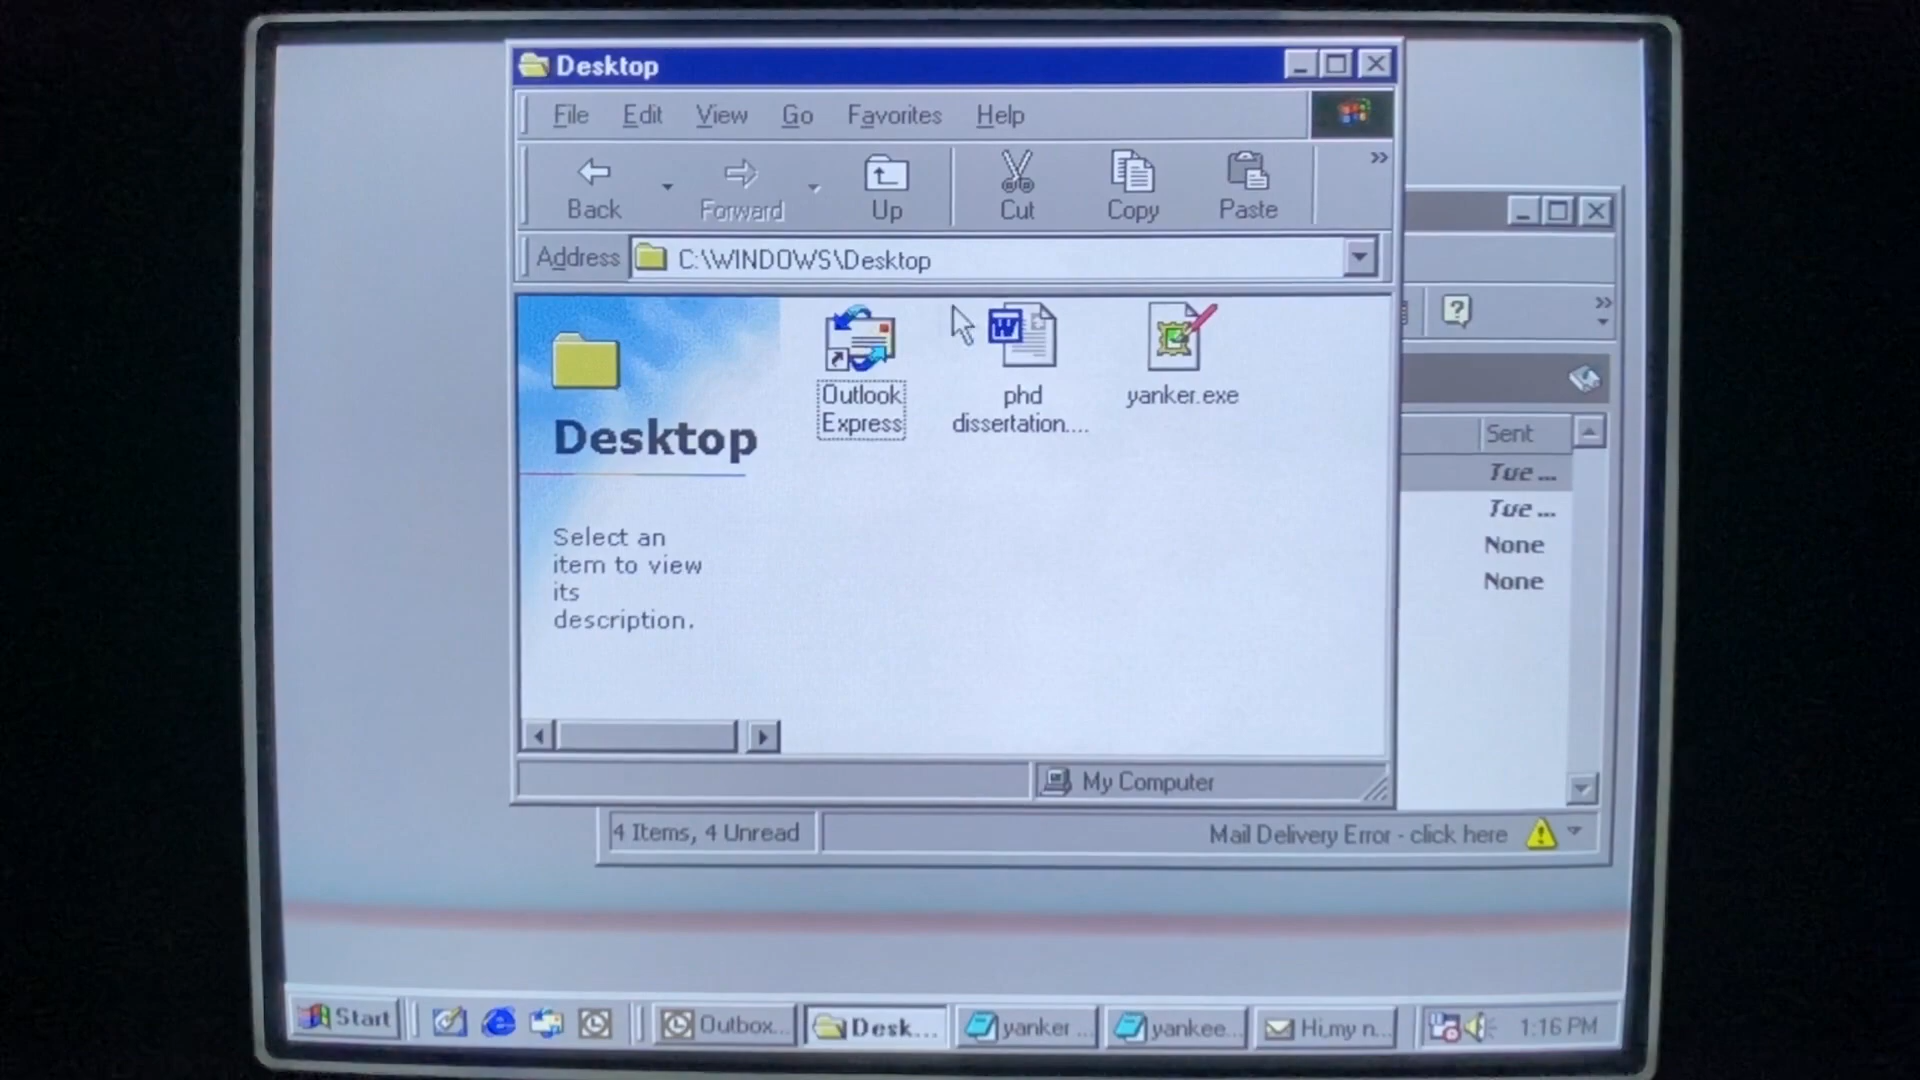 Desktop
File Edit View Go Favorites Help
Back Forward Up Cut Copy Paste
Address C:\WINDOWS\Desktop
Outlook
Express
phd
dissertation....
yanker.exe
Desktop
Select an
item to view
its
description.
My Computer
Sent
Tue ...
Tue ...
None
None
4 Items, 4 Unread
Mail Delivery Error - click here
Start Outbox... Desk... yanker ... yankee... Hi,my n... 1:16 PM